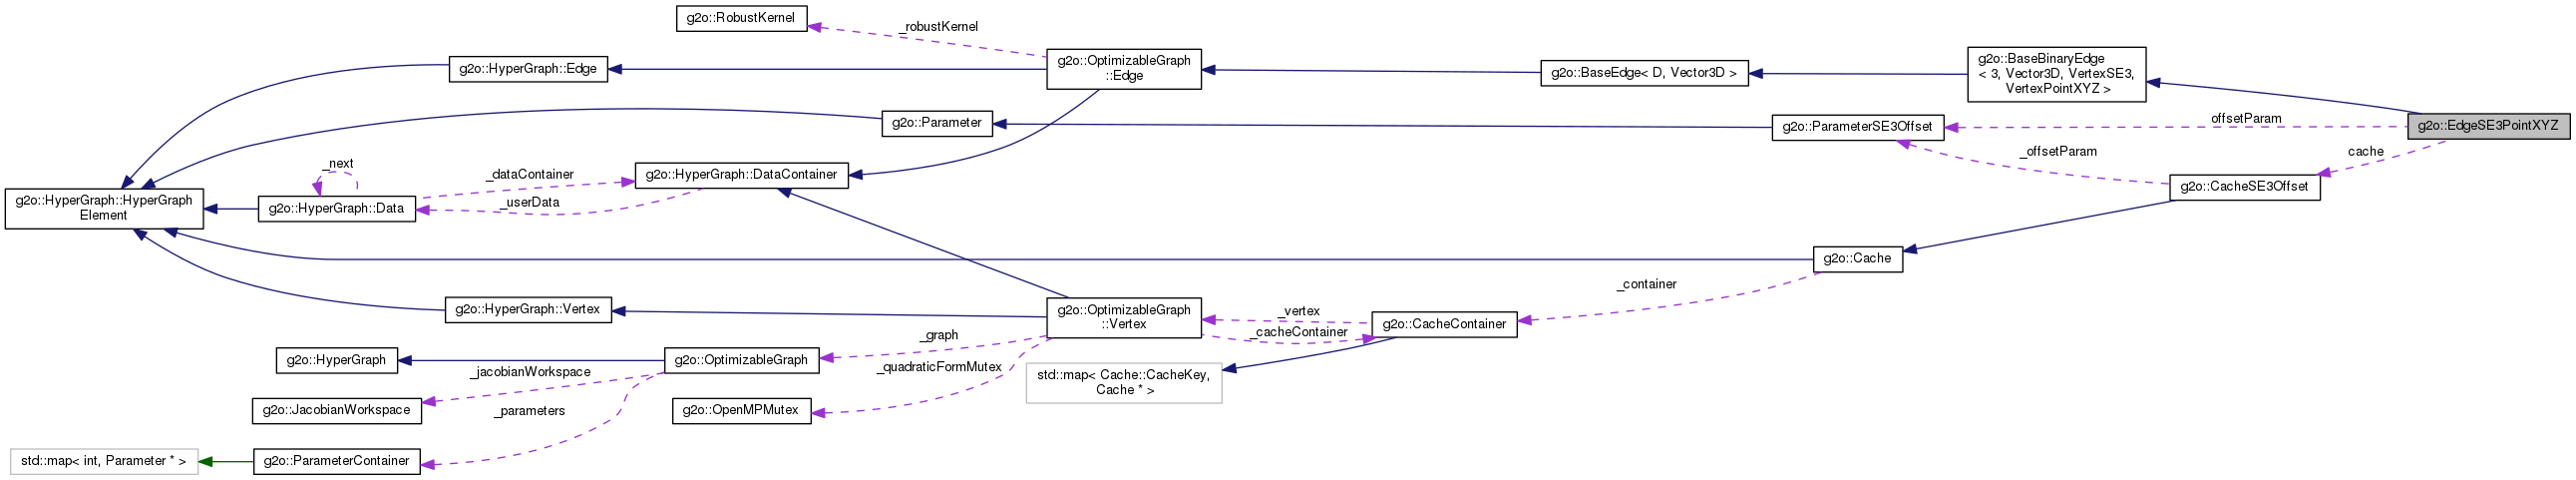 g2o::RobustKernel
_robustKernel
g2o::HyperGraph::Edge
g2o::OptimizableGraph
::Edge
g2o::BaseEdge< D, Vector3D >
g2o::BaseBinaryEdge
< 3, Vector3D, VertexSE3,
VertexPointXYZ >
g2o::Parameter
g2o::ParameterSE3Offset
offsetParam
g2o::EdgeSE3PointXYZ
_offsetParam
cache
g2o::CacheSE3Offset
_next
_dataContainer
g2o::HyperGraph::DataContainer
g2o::HyperGraph::HyperGraph
Element
g2o::HyperGraph::Data
_userData
g2o::Cache
_container
g2o::HyperGraph::Vertex
g2o::OptimizableGraph
::Vertex
_vertex
_cacheContainer
g2o::CacheContainer
_graph
g2o::HyperGraph
g2o::OptimizableGraph
_jacobianWorkspace
_quadraticFormMutex
std::map< Cache::CacheKey,
Cache * >
g2o::JacobianWorkspace
_parameters
g2o::OpenMPMutex
std::map< int, Parameter * >
g2o::ParameterContainer